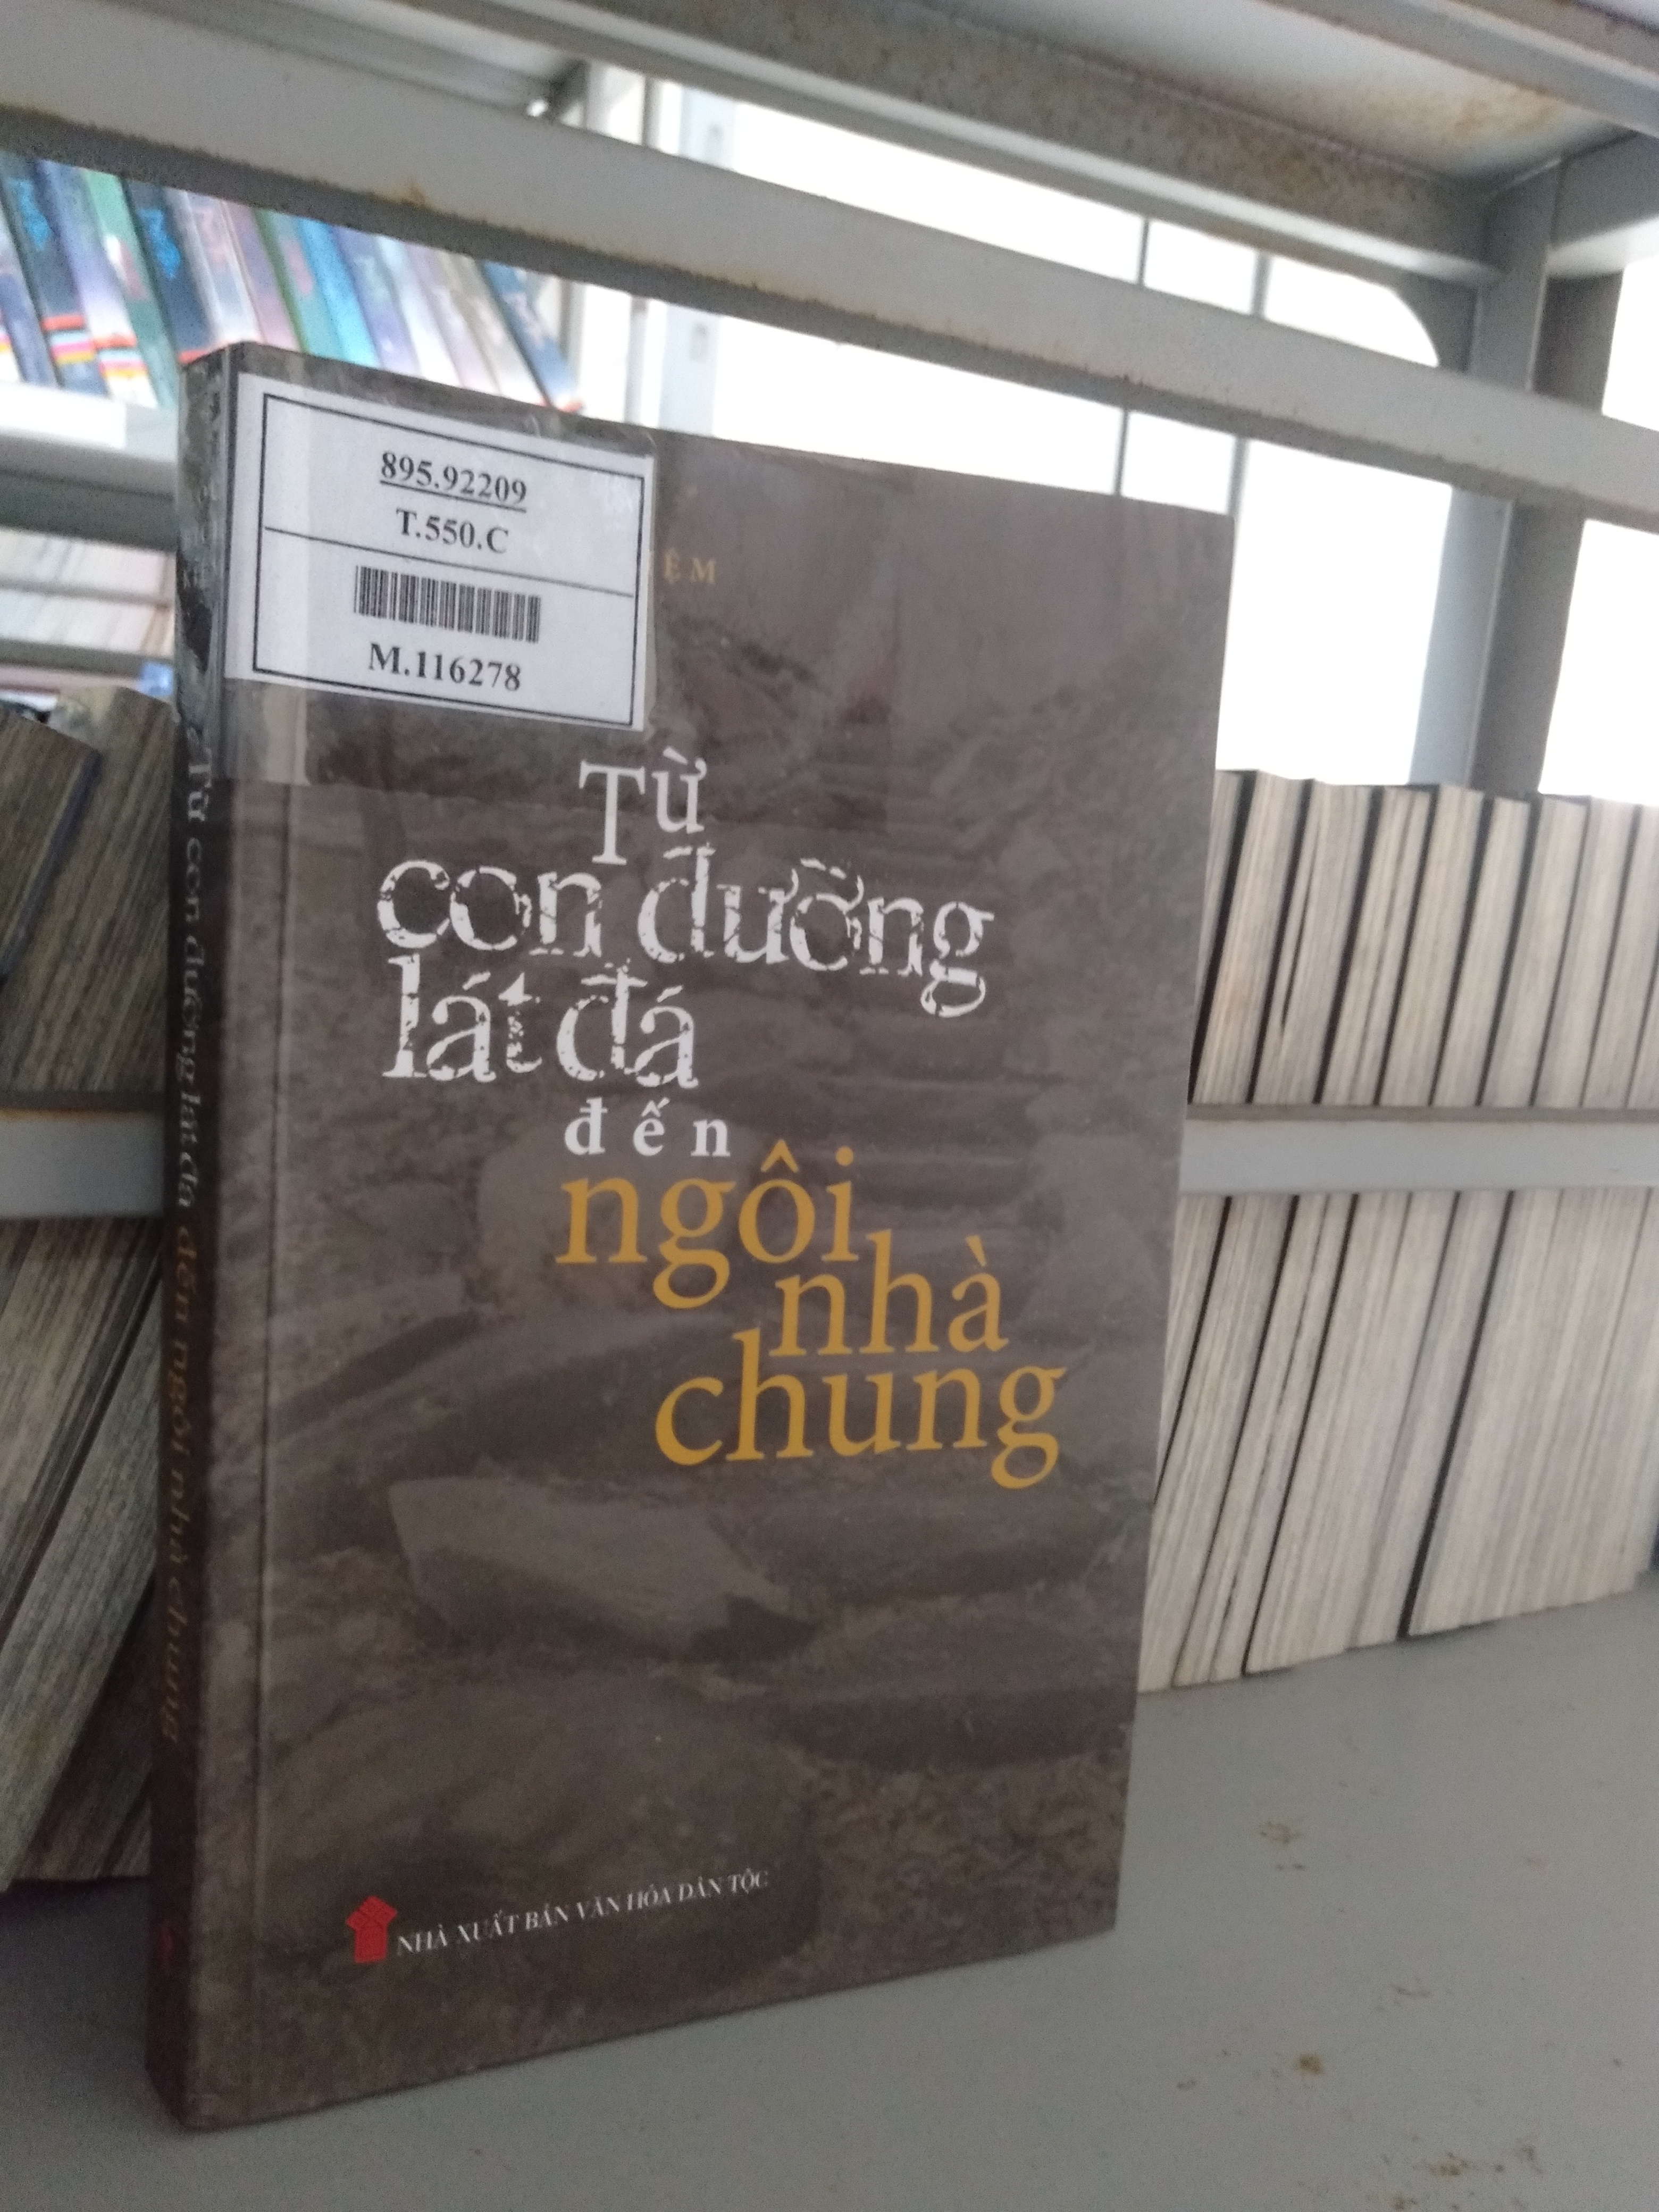 895.92209
T.550.C
M.116278
Từ
con đường
lát đá
đến
ngôi
nhà
chung
NHÀ XUẤT BẢN VĂN HÓA DÂN TỘC
Từ con đường lát đá đến ngôi nhà chung